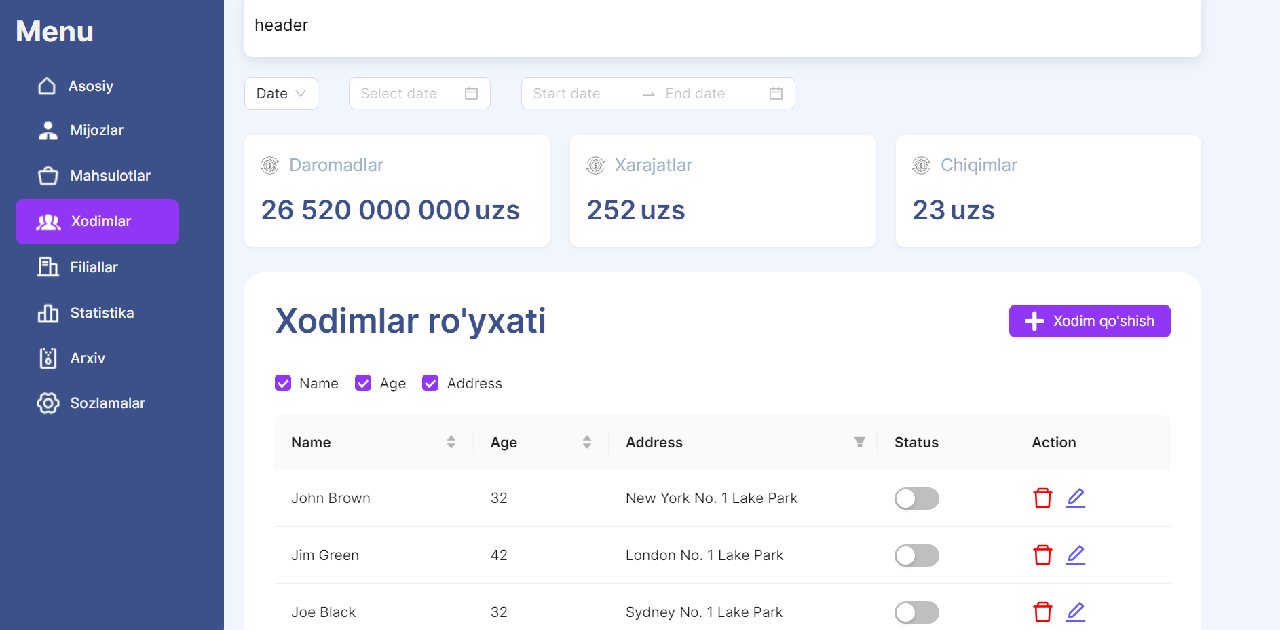 Menu
Asosiy
Mijozlar
Mahsulotlar
Xodimlar
Filiallar
Statistika
Arxiv
Sozlamalar
header
Date Select date Start date → End date
Daromadlar
26 520 000 000 uzs
Xarajatlar
252 uzs
Chiqimlar
23 uzs
Xodimlar ro'yxati
Xodim qo'shish
Name Age Address
Name Age Address Status Action
John Brown 32 New York No. 1 Lake Park
Jim Green 42 London No. 1 Lake Park
Joe Black 32 Sydney No. 1 Lake Park